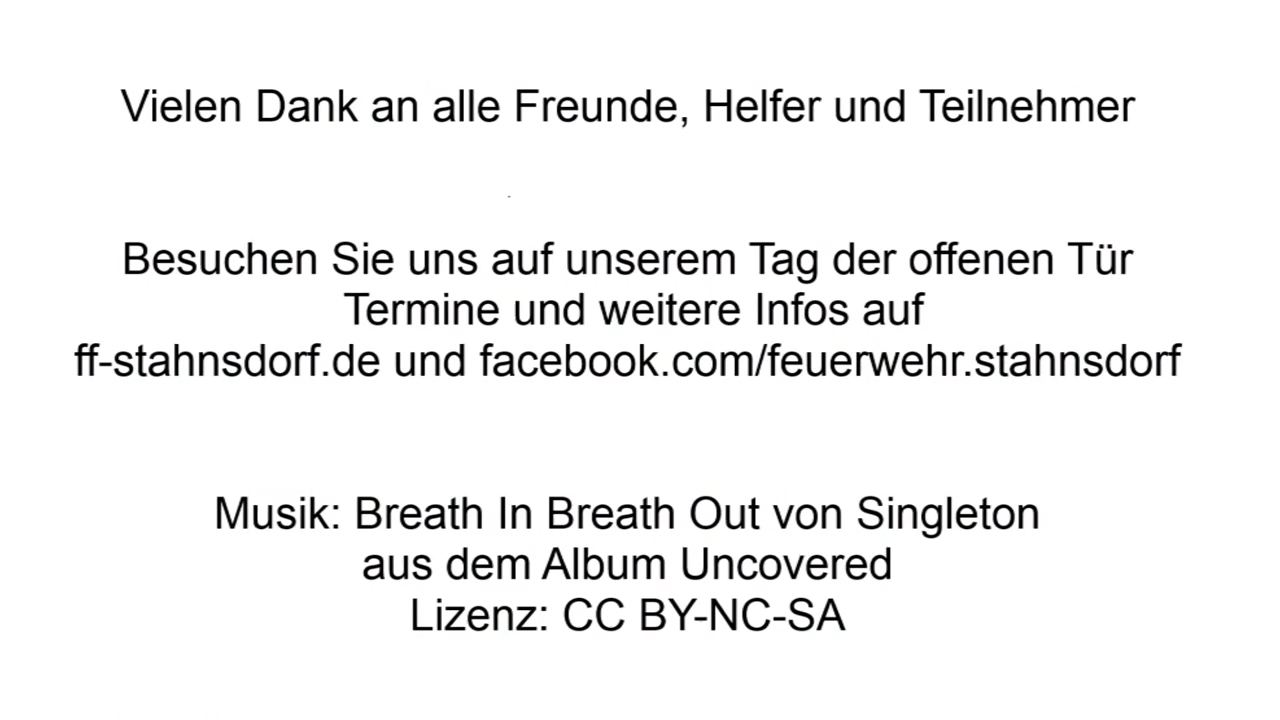 Vielen Dank an alle Freunde, Helfer und Teilnehmer
Besuchen Sie uns auf unserem Tag der offenen Tür
Termine und weitere Infos auf
ff-stahnsdorf.de und facebook.com/feuerwehr.stahnsdorf
Musik: Breath In Breath Out von Singleton
aus dem Album Uncovered
Lizenz: CC BY-NC-SA